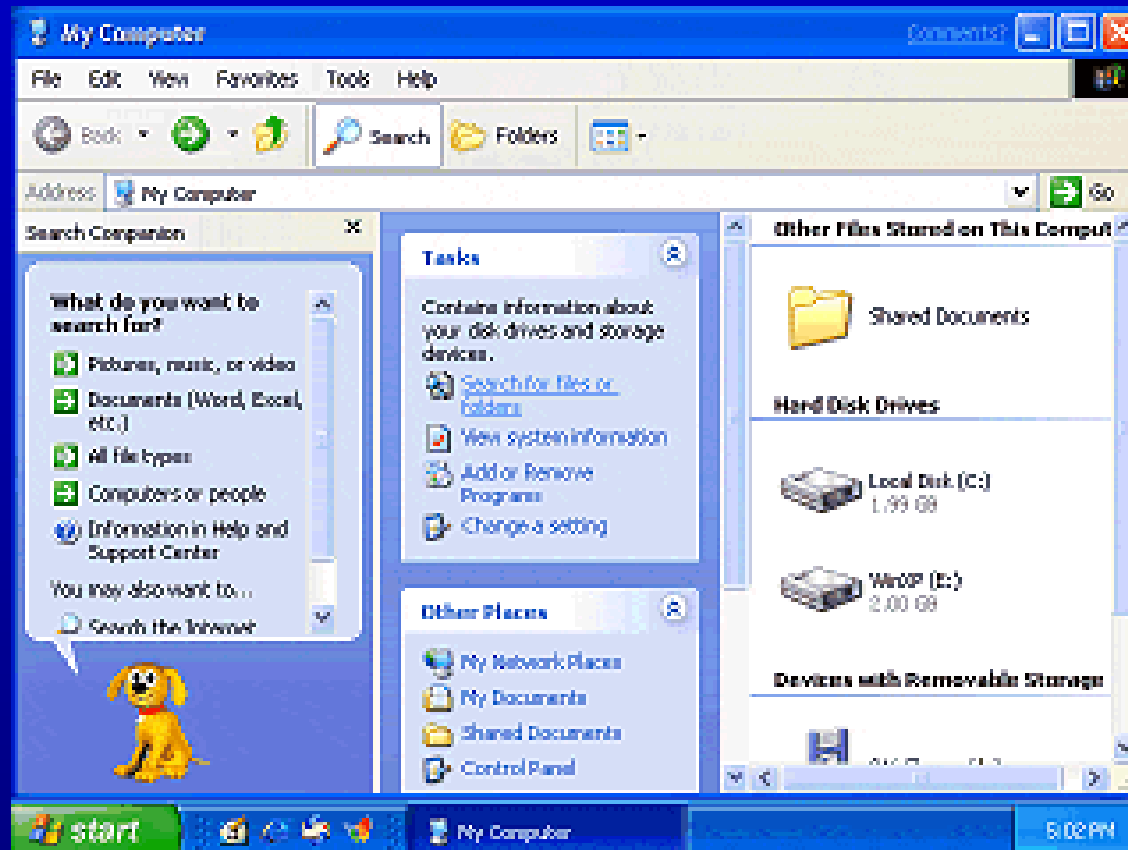 My Computer
Comments?
File Edit View Favorites Tools Help
Back Search Folders
Address My Computer Go
Search Companion
What do you want to
search for?
Pictures, music, or video
Documents (Word, Excel,
etc.)
All file types
Computers or people
Information in Help and
Support Center
You may also want to...
Search the Internet
Tasks
Contains information about
your disk drives and storage
devices.
Search for files or
folders
View system information
Add or Remove
Programs
Change a setting
Other Places
My Network Places
My Documents
Shared Documents
Control Panel
Other Files Stored on This Comput
Shared Documents
Hard Disk Drives
Local Disk (C:)
1.99 GB
WinXP (E:)
2.00 GB
Devices with Removable Storage
start
My Computer
5:02 PM